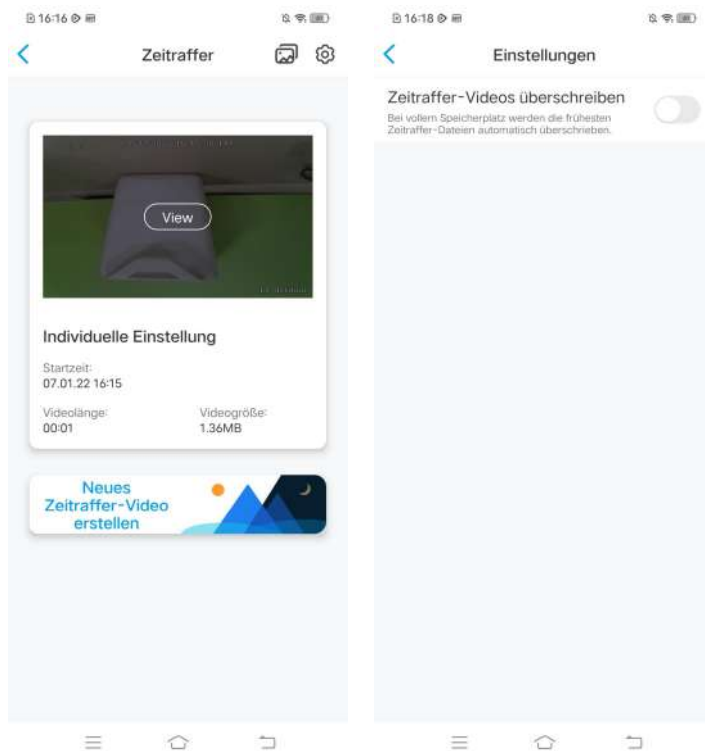 16:16
Zeitraffer
View
Individuelle Einstellung
Startzeit:
07.01.22 16:15
Videolänge: Videogröße:
00:01 1.36MB
Neues
Zeitraffer-Video
erstellen
16:18
Einstellungen
Zeitraffer-Videos überschreiben
Bei vollem Speicherplatz werden die frühesten
Zeitraffer-Dateien automatisch überschrieben.